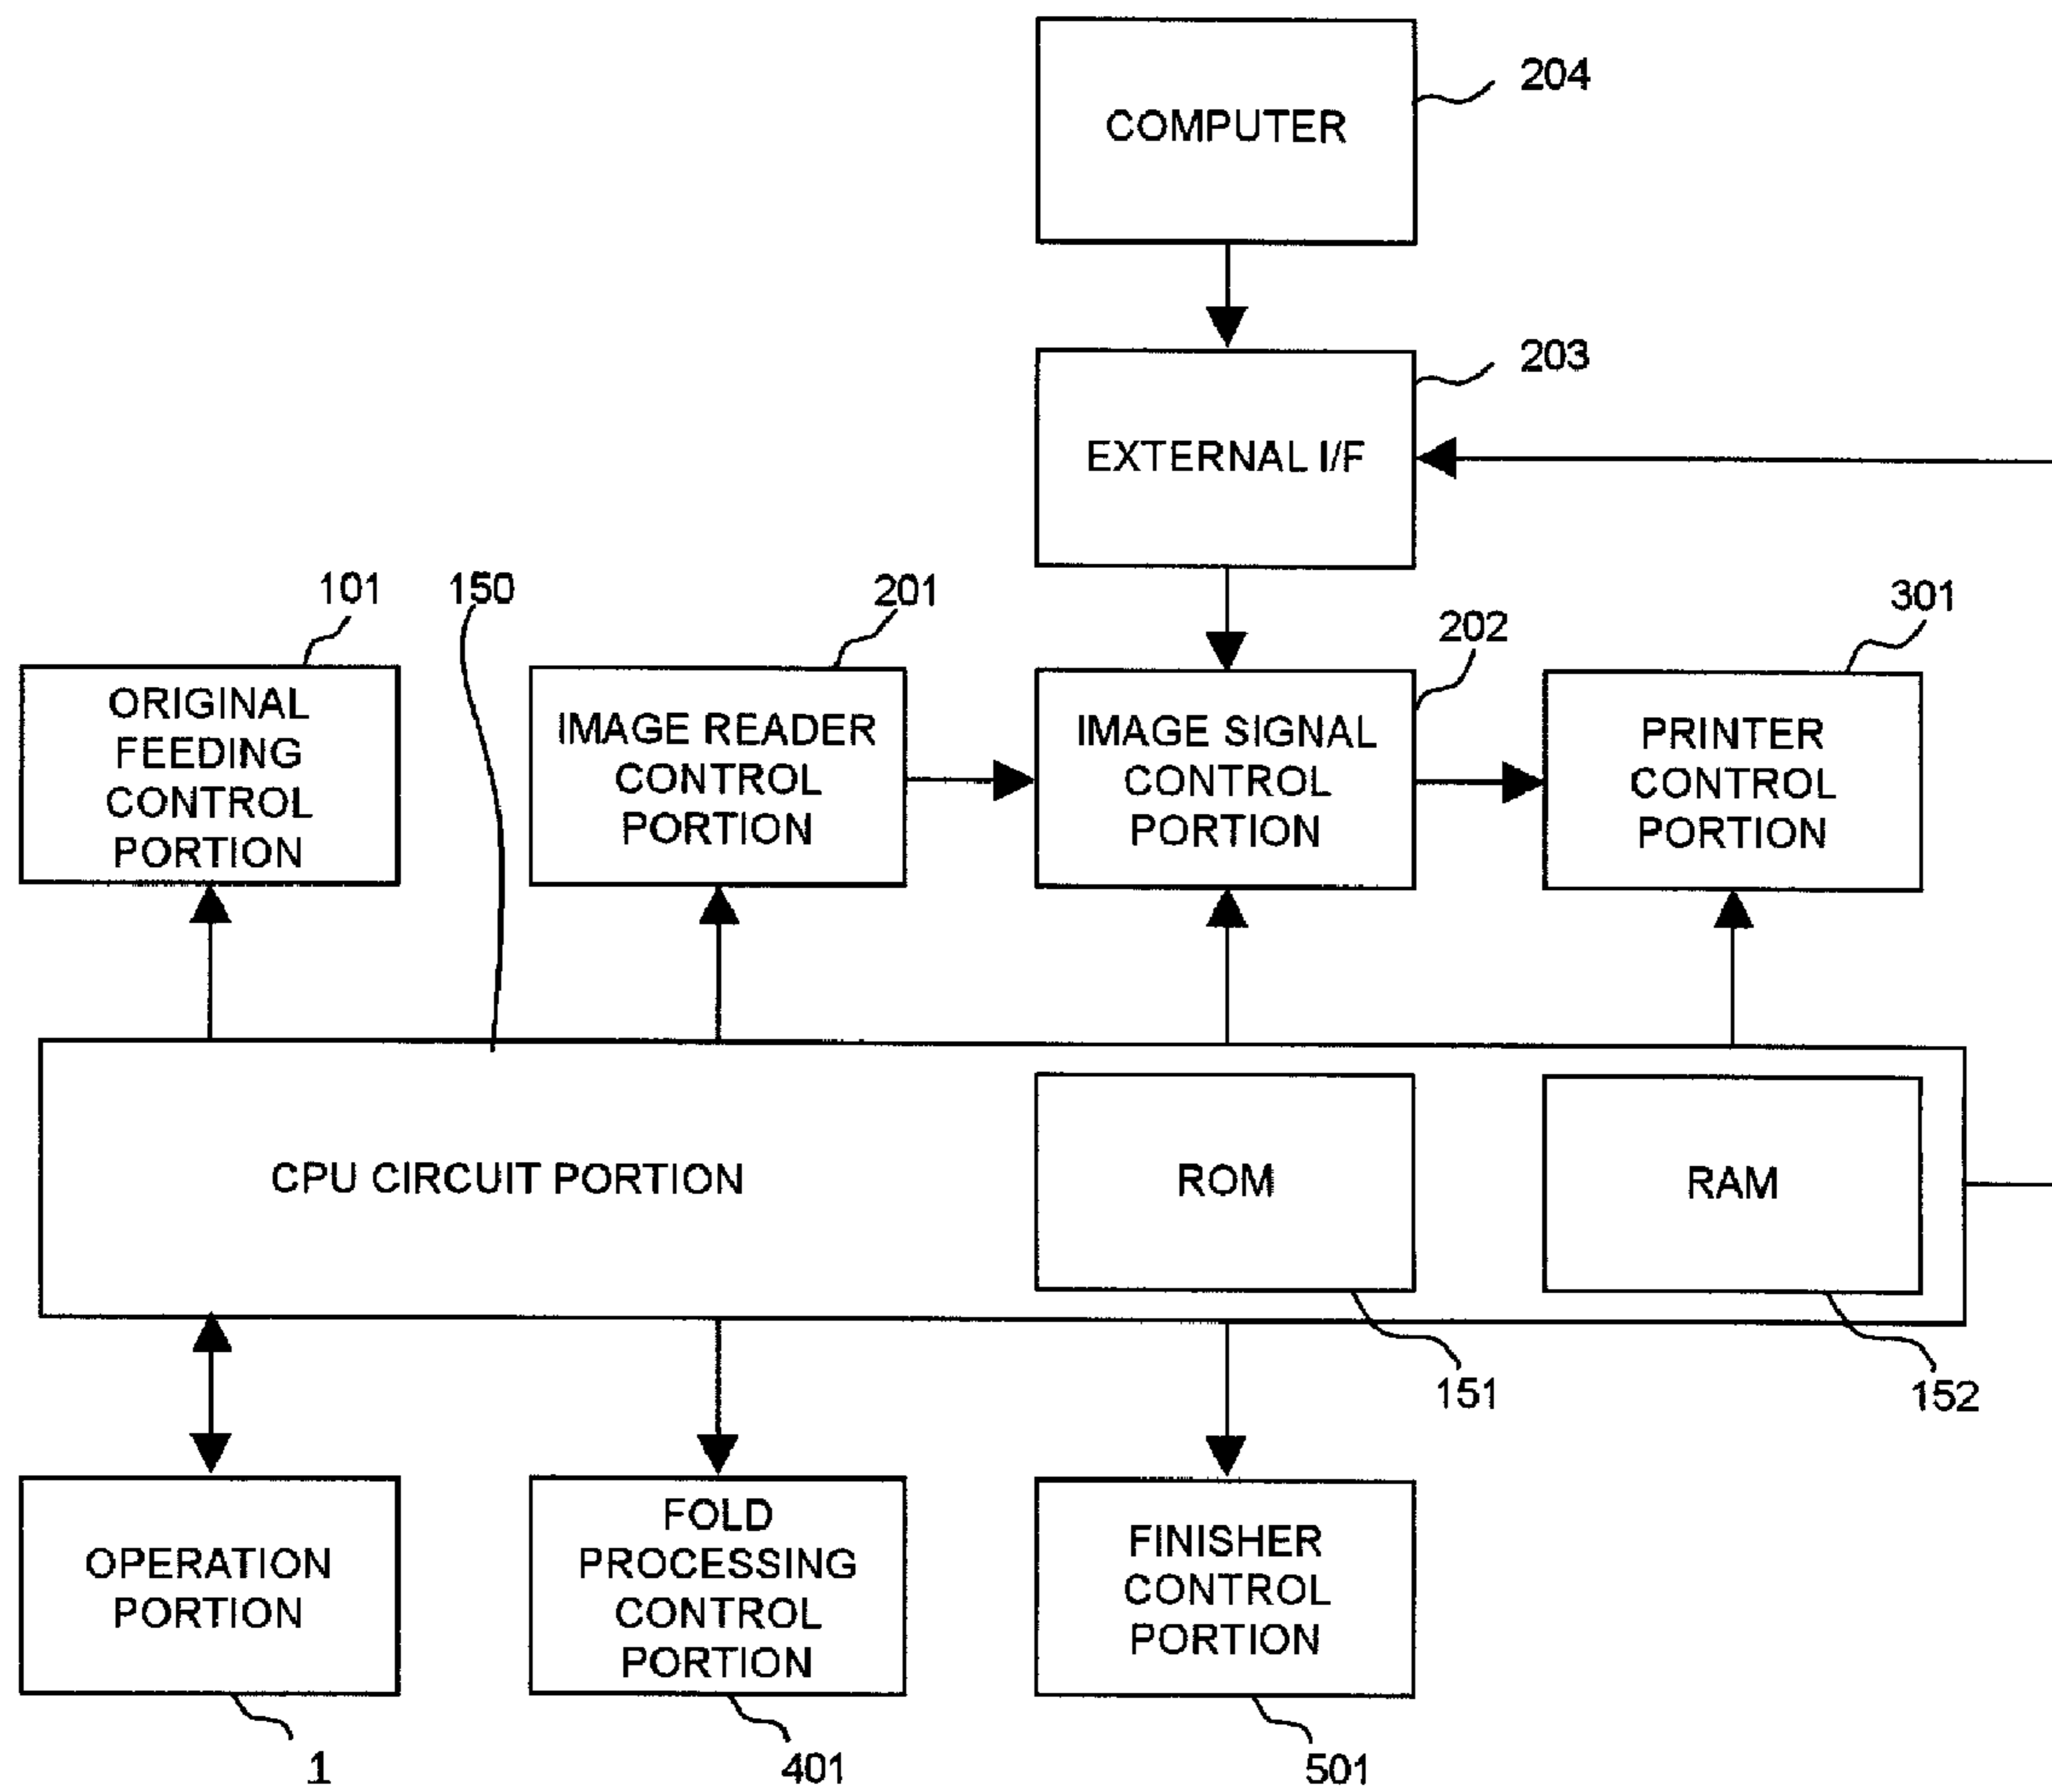 204
COMPUTER
203
EXTERNAL I/F
101
150
201
202
301
ORIGINAL
FEEDING
CONTROL
PORTION
IMAGE READER
CONTROL
PORTION
IMAGE SIGNAL
CONTROL
PORTION
PRINTER
CONTROL
PORTION
CPU CIRCUIT PORTION
ROM
RAM
151
152
OPERATION
PORTION
FOLD
PROCESSING
CONTROL
PORTION
FINISHER
CONTROL
PORTION
1
401
501